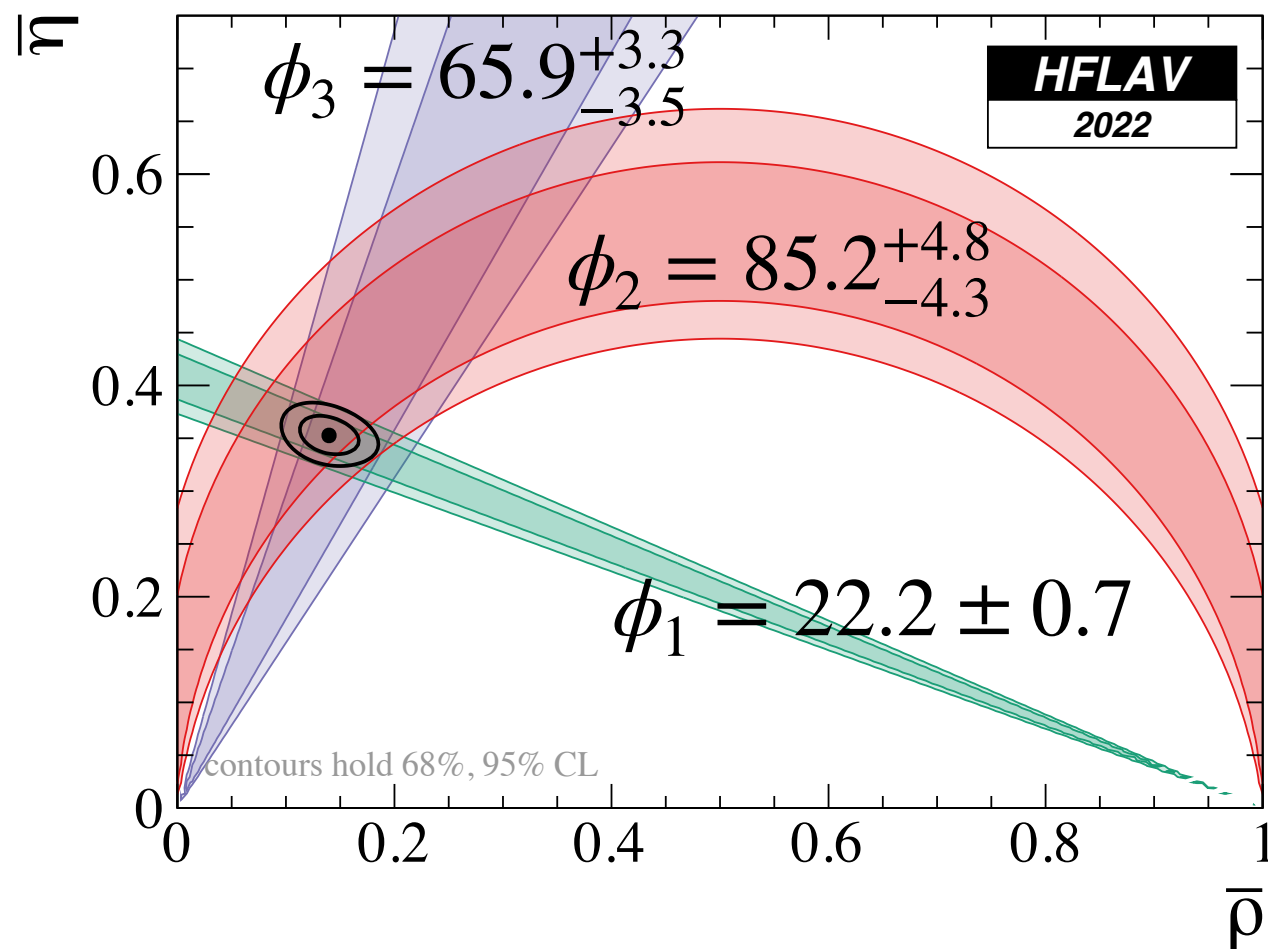 η̅
HFLAV
2022
ϕ₃ = 65.9 +3.3 −3.5
0.6
ϕ₂ = 85.2 +4.8 −4.3
0.4
0.2
ϕ₁ = 22.2 ± 0.7
contours hold 68%, 95% CL
0
0 0.2 0.4 0.6 0.8 1
ρ̅